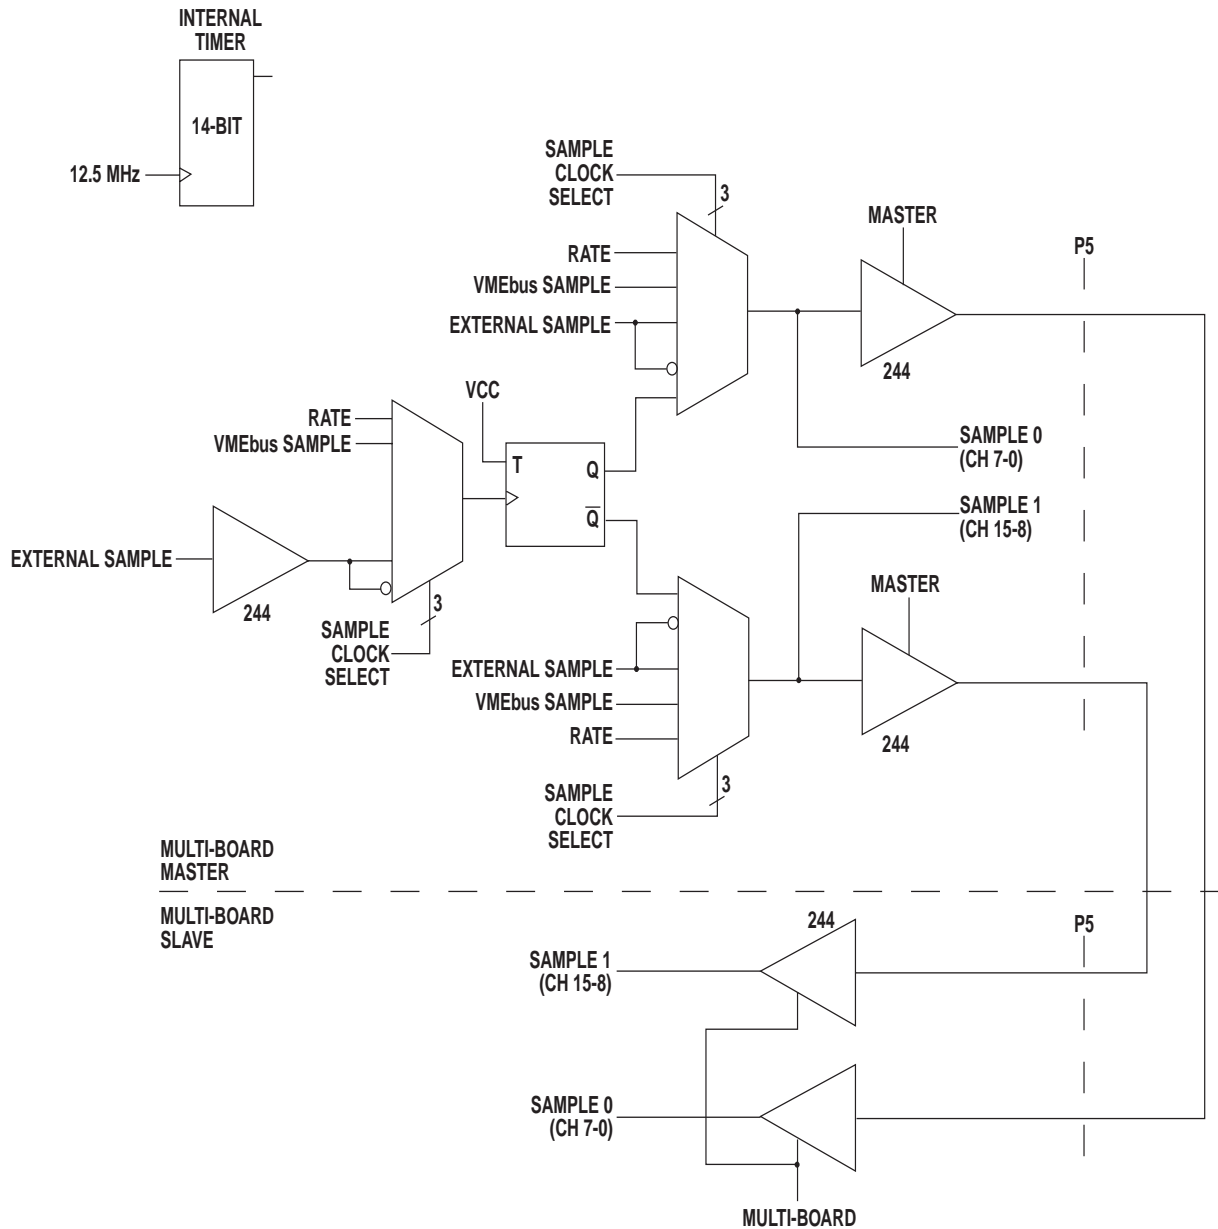 INTERNAL
TIMER
14-BIT
12.5 MHz
SAMPLE
CLOCK
SELECT
3
RATE
VMEbus SAMPLE
EXTERNAL SAMPLE
MASTER
244
P5
VCC
RATE
VMEbus SAMPLE
T
Q
Q̅
SAMPLE 0
(CH 7-0)
SAMPLE 1
(CH 15-8)
EXTERNAL SAMPLE
244
3
SAMPLE
CLOCK
SELECT
MASTER
244
EXTERNAL SAMPLE
VMEbus SAMPLE
RATE
SAMPLE
CLOCK
SELECT
3
MULTI-BOARD
MASTER
MULTI-BOARD
SLAVE
244
P5
SAMPLE 1
(CH 15-8)
SAMPLE 0
(CH 7-0)
MULTI-BOARD